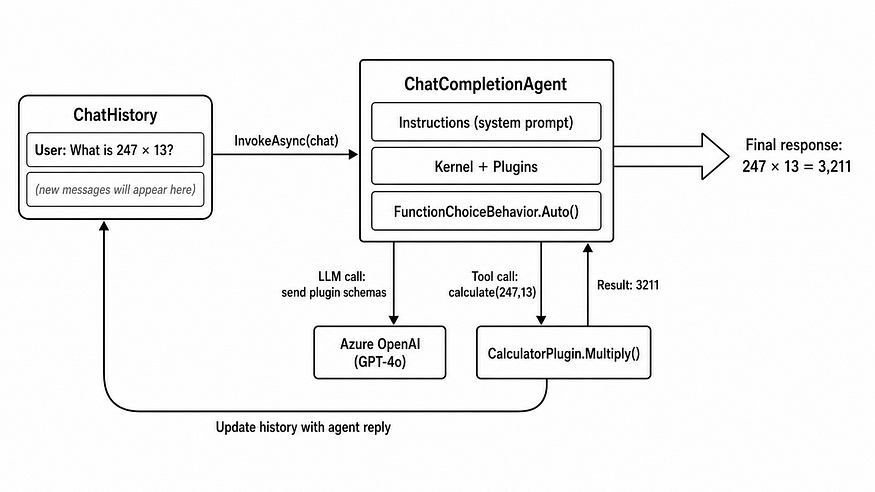 ChatHistory
User: What is 247 × 13?
(new messages will appear here)
InvokeAsync(chat)
ChatCompletionAgent
Instructions (system prompt)
Kernel + Plugins
FunctionChoiceBehavior.Auto()
Final response:
247 × 13 = 3,211
LLM call:
send plugin schemas
Tool call:
calculate(247,13)
Result: 3211
Azure OpenAI
(GPT-4o)
CalculatorPlugin.Multiply()
Update history with agent reply